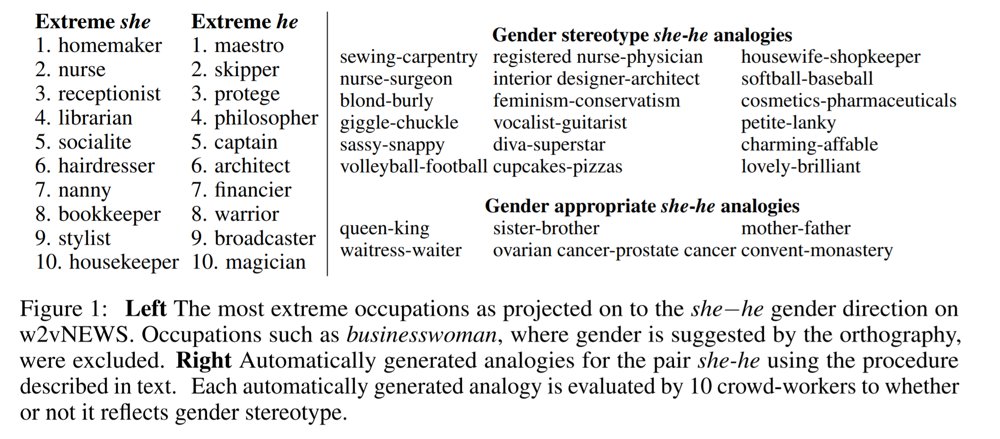 Extreme she
1. homemaker
2. nurse
3. receptionist
4. librarian
5. socialite
6. hairdresser
7. nanny
8. bookkeeper
9. stylist
10. housekeeper
Extreme he
1. maestro
2. skipper
3. protege
4. philosopher
5. captain
6. architect
7. financier
8. warrior
9. broadcaster
10. magician
Gender stereotype she-he analogies
sewing-carpentry registered nurse-physician housewife-shopkeeper
nurse-surgeon interior designer-architect softball-baseball
blond-burly feminism-conservatism cosmetics-pharmaceuticals
giggle-chuckle vocalist-guitarist petite-lanky
sassy-snappy diva-superstar charming-affable
volleyball-football cupcakes-pizzas lovely-brilliant
Gender appropriate she-he analogies
queen-king sister-brother mother-father
waitress-waiter ovarian cancer-prostate cancer convent-monastery
Figure 1: Left The most extreme occupations as projected on to the she−he gender direction on
w2vNEWS. Occupations such as businesswoman, where gender is suggested by the orthography,
were excluded. Right Automatically generated analogies for the pair she-he using the procedure
described in text. Each automatically generated analogy is evaluated by 10 crowd-workers to whether
or not it reflects gender stereotype.